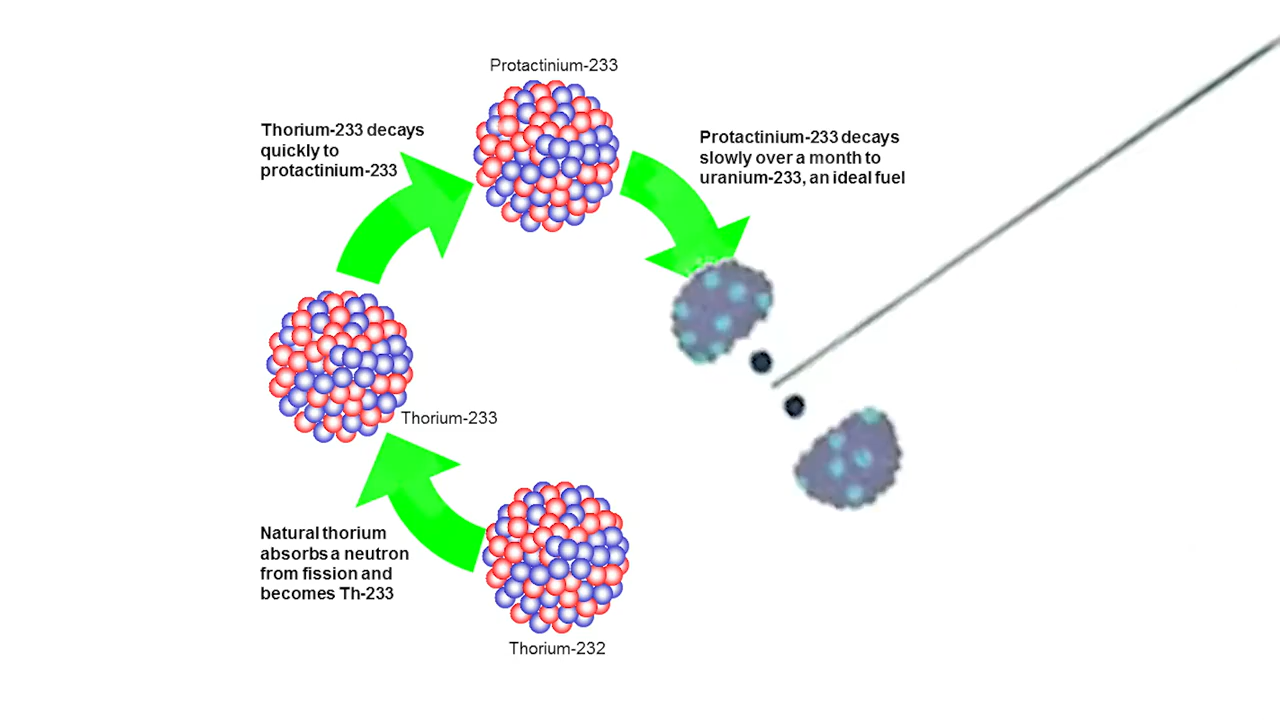 Protactinium-233
Thorium-233 decays
quickly to
protactinium-233
Protactinium-233 decays
slowly over a month to
uranium-233, an ideal fuel
Thorium-233
Natural thorium
absorbs a neutron
from fission and
becomes Th-233
Thorium-232